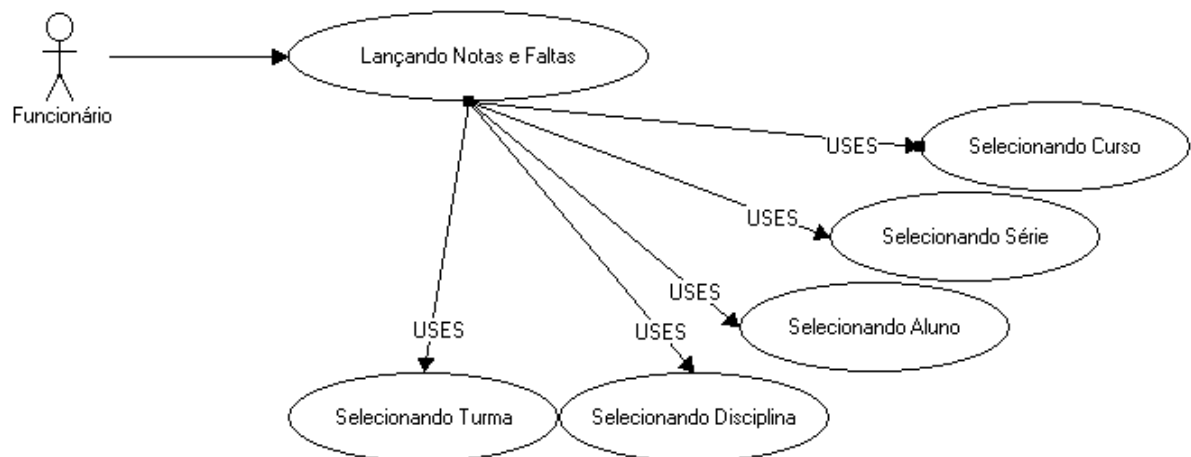 Lançando Notas e Faltas
Funcionário
USES
Selecionando Curso
USES
Selecionando Série
USES
Selecionando Aluno
USES
USES
Selecionando Turma
Selecionando Disciplina